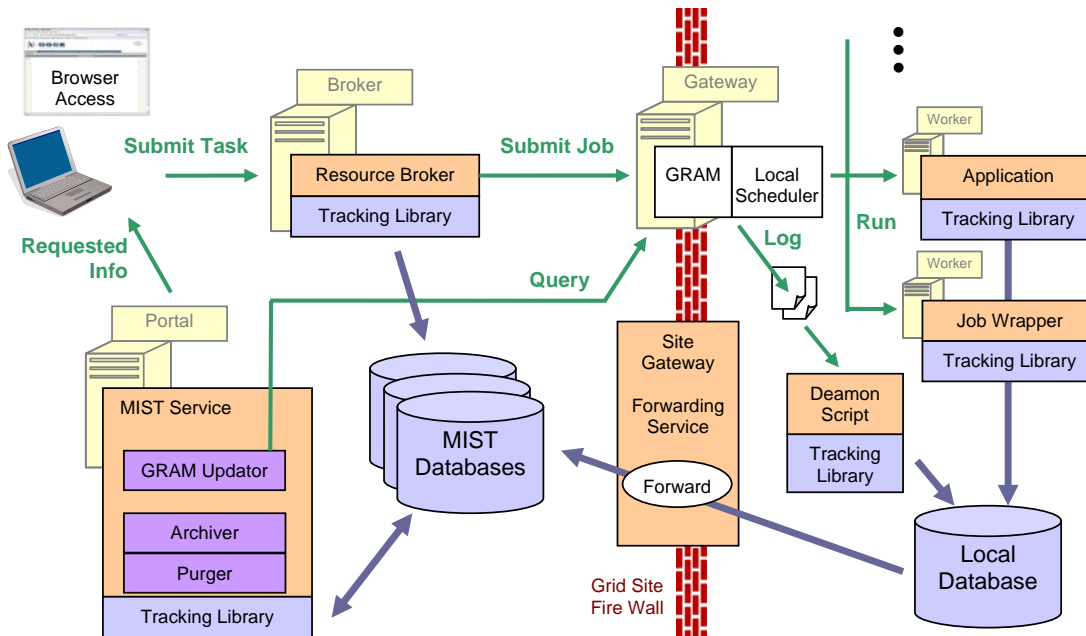 Browser
Access
Broker
Gateway
Worker
Submit Task
Submit Job
Resource Broker
Tracking Library
GRAM
Local
Scheduler
Application
Tracking Library
Requested
Info
Log
Run
Query
Worker
Portal
Job Wrapper
Tracking Library
Site
Gateway
Forwarding
Service
MIST Service
Deamon
Script
Tracking
Library
MIST
Databases
GRAM Updator
Forward
Archiver
Purger
Local
Database
Grid Site
Fire Wall
Tracking Library